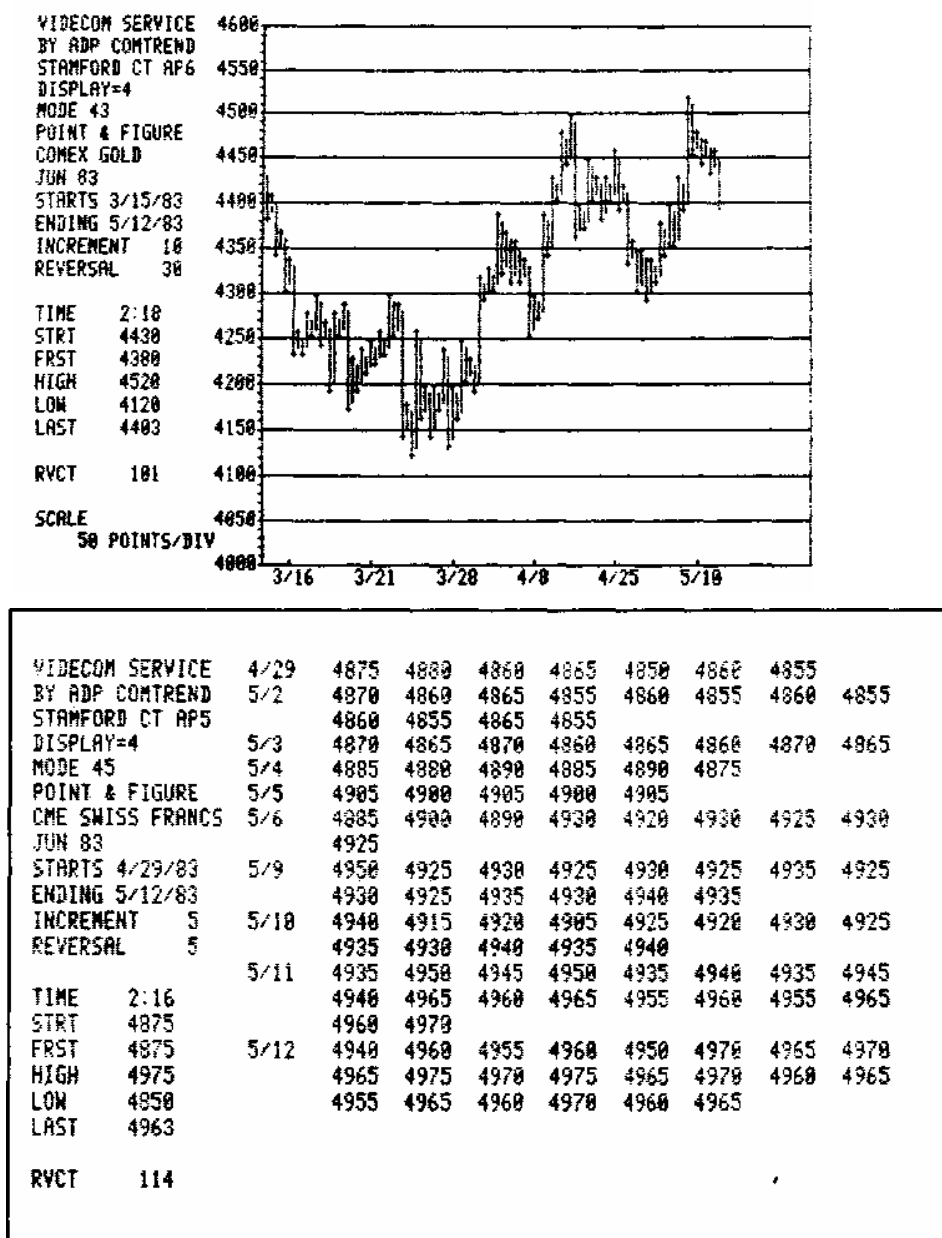 VIDECOM SERVICE
BY ADP COMTREND
STAMFORD CT AP6
DISPLAY=4
MODE 43
POINT & FIGURE
COMEX GOLD
JUN 83
STARTS 3/15/83
ENDING 5/12/83
INCREMENT 10
REVERSAL 30
TIME 2:18
STRT 4430
FRST 4380
HIGH 4520
LOW 4120
LAST 4403
RVCT 101
SCALE
50 POINTS/DIV
4600
4550
4500
4450
4400
4350
4300
4250
4200
4150
4100
4050
4000
3/16 3/21 3/28 4/8 4/25 5/10
VIDECOM SERVICE 4/29 4875 4880 4860 4865 4850 4860 4855
BY ADP COMTREND 5/2 4870 4860 4865 4855 4860 4855 4860 4855
STAMFORD CT AP5 4860 4855 4865 4855
DISPLAY=4 5/3 4870 4865 4870 4860 4865 4860 4870 4865
MODE 45 5/4 4885 4880 4890 4885 4890 4875
POINT & FIGURE 5/5 4905 4900 4905 4900 4905
CME SWISS FRANCS 5/6 4885 4900 4890 4930 4920 4930 4925 4930
JUN 83 4925
STARTS 4/29/83 5/9 4950 4925 4930 4925 4930 4925 4935 4925
ENDING 5/12/83 4930 4925 4935 4930 4940 4935
INCREMENT 5 5/10 4940 4915 4920 4905 4925 4920 4930 4925
REVERSAL 5 4935 4930 4940 4935 4940
5/11 4935 4950 4945 4950 4935 4940 4935 4945
TIME 2:16 4940 4965 4960 4965 4955 4960 4955 4965
STRT 4875 4960 4970
FRST 4875 5/12 4940 4960 4955 4960 4950 4970 4965 4970
HIGH 4975 4965 4975 4970 4975 4965 4970 4960 4965
LOW 4850 4955 4965 4960 4970 4960 4965
LAST 4963
RVCT 114